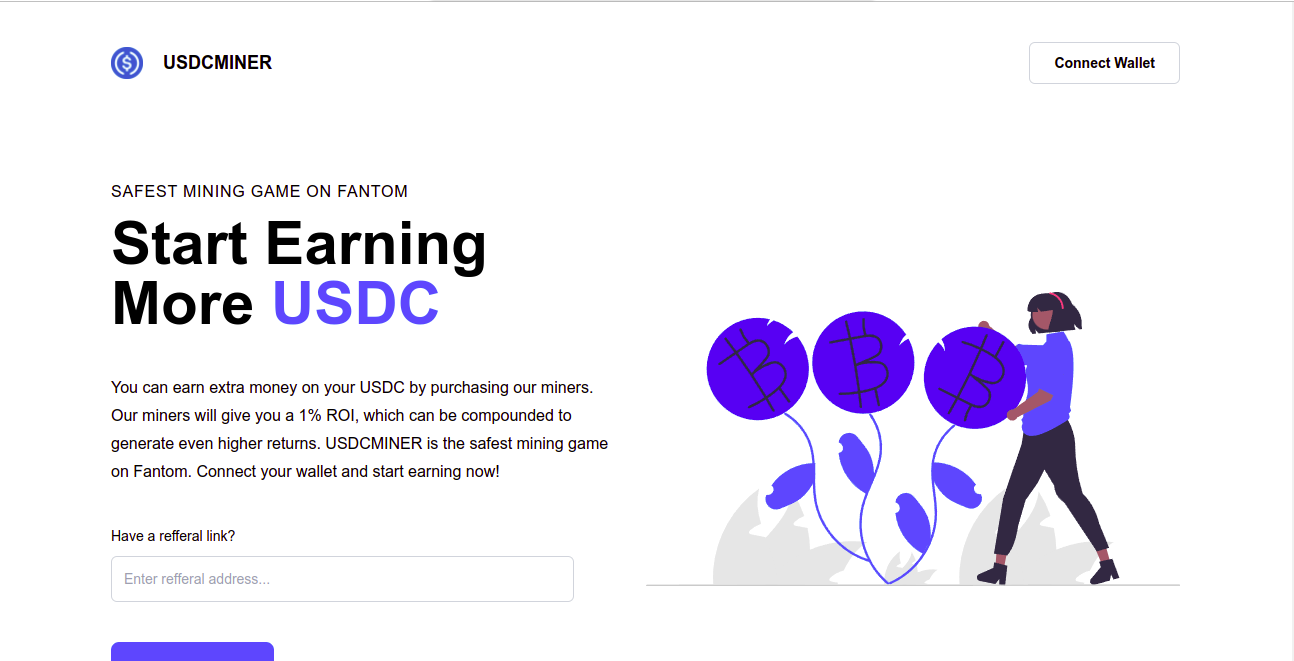 USDCMINER
Connect Wallet
SAFEST MINING GAME ON FANTOM
Start Earning
More USDC
You can earn extra money on your USDC by purchasing our miners.
Our miners will give you a 1% ROI, which can be compounded to
generate even higher returns. USDCMINER is the safest mining game
on Fantom. Connect your wallet and start earning now!
Have a refferal link?
Enter refferal address...